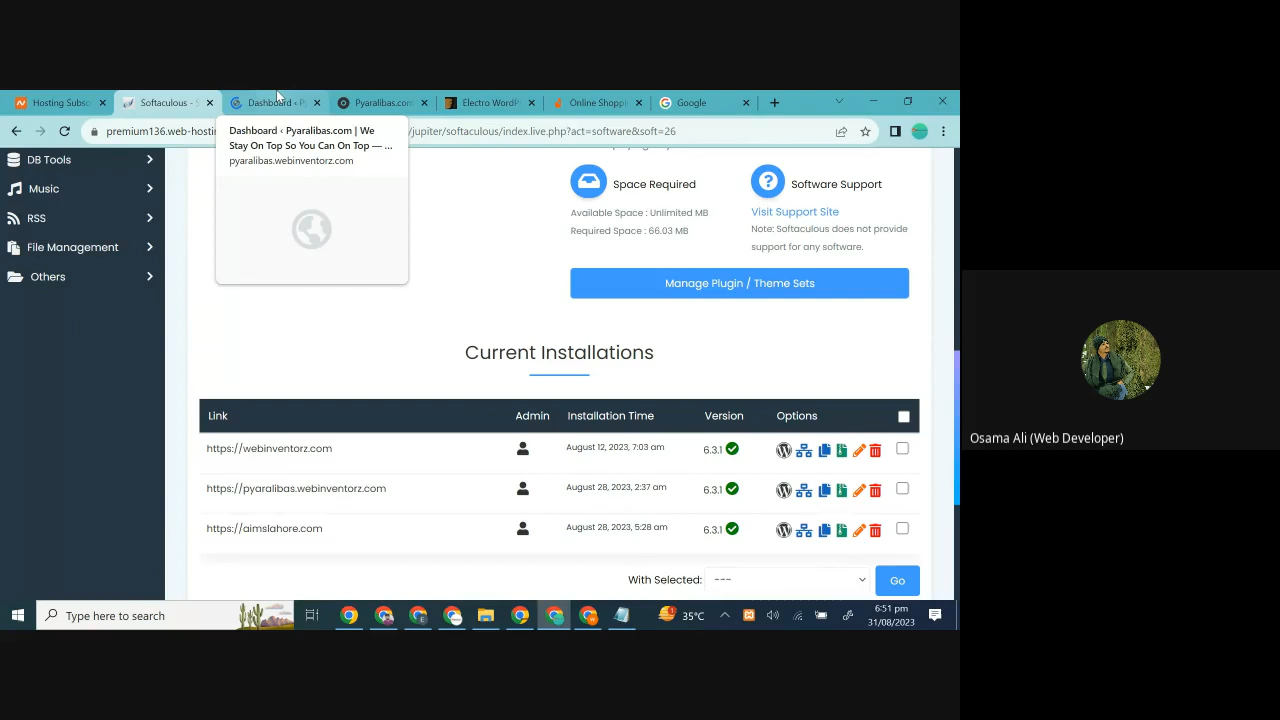 Hosting Subsc
Softaculous - S
Dashboard ‹ Py
Pyaralibas.com
Electro WordPr
Online Shoppi
Google
premium136.web-hostin
/jupiter/softaculous/index.live.php?act=software&soft=26
Dashboard ‹ Pyaralibas.com | We
Stay On Top So You Can On Top — ...
pyaralibas.webinventorz.com
DB Tools
Music
RSS
File Management
Others
Space Required
Available Space : Unlimited MB
Required Space : 66.03 MB
Software Support
Visit Support Site
Note: Softaculous does not provide
support for any software.
Manage Plugin / Theme Sets
Current Installations
Link Admin Installation Time Version Options
https://webinventorz.com August 12, 2023, 7:03 am 6.3.1
https://pyaralibas.webinventorz.com August 28, 2023, 2:37 am 6.3.1
https://aimslahore.com August 28, 2023, 5:28 am 6.3.1
With Selected: --- Go
Type here to search
35°C
6:51 pm
31/08/2023
Osama Ali (Web Developer)